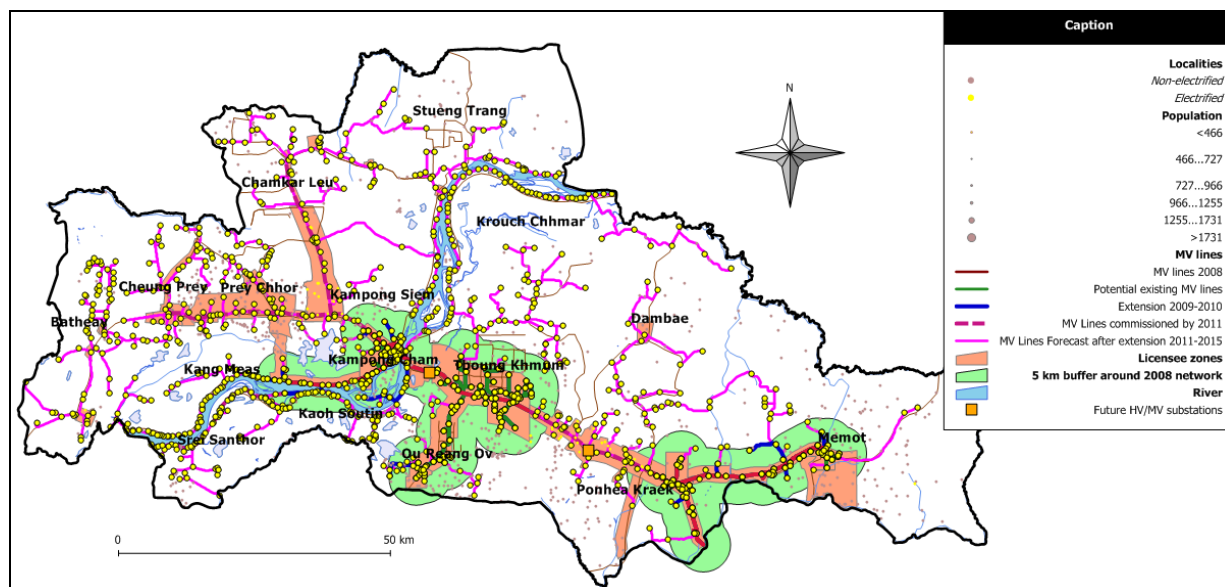 Caption
Localities
Non-electrified
Electrified
Population
<466
466...727
727...966
966...1255
1255...1731
>1731
MV lines
MV lines 2008
Potential existing MV lines
Extension 2009-2010
MV Lines commissioned by 2011
MV Lines Forecast after extension 2011-2015
Licensee zones
5 km buffer around 2008 network
River
Future HV/MV substations
N
Stueng Trang
Chamkar Leu
Krouch Chhmar
Cheung Prey
Prey Chhor
Kampong Siem
Batheay
Dambae
Kampong Cham
Tboung Khmum
Kang Meas
Kaoh Soutin
Srei Santhor
Ou Reang Ov
Memot
Ponhea Kraek
0
50 km